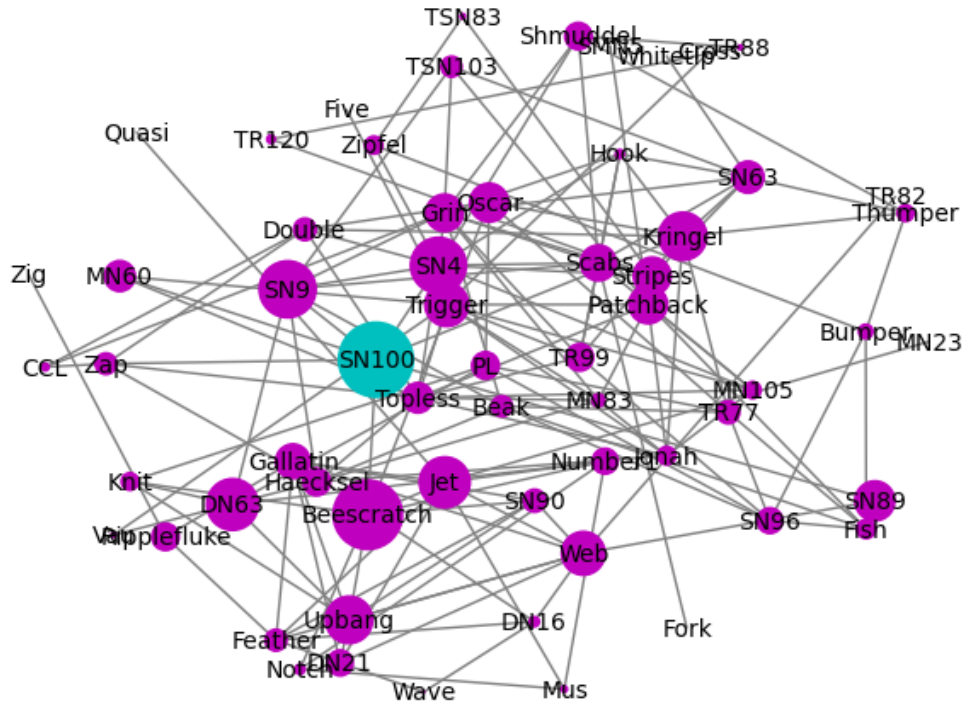 TSN83
Shmuddel
SMN5
Cross
TR88
Whitetip
TSN103
Five
Quasi
TR120
Zipfel
Hook
SN63
TR82
Thumper
Oscar
Grin
Double
Kringel
Scabs
SN4
Stripes
Zig
MN60
SN9
Trigger
Patchback
Bumper
MN23
SN100
TR99
CCL
Zap
PL
MN105
Topless
Beak
MN83
TR77
Gallatin
Number1
Jonah
Knit
Haecksel
Jet
DN63
Beescratch
SN90
SN89
SN96
Fish
Vau
Ripplefluke
Web
Upbang
DN16
Fork
Feather
Notch
DN21
Wave
Mus